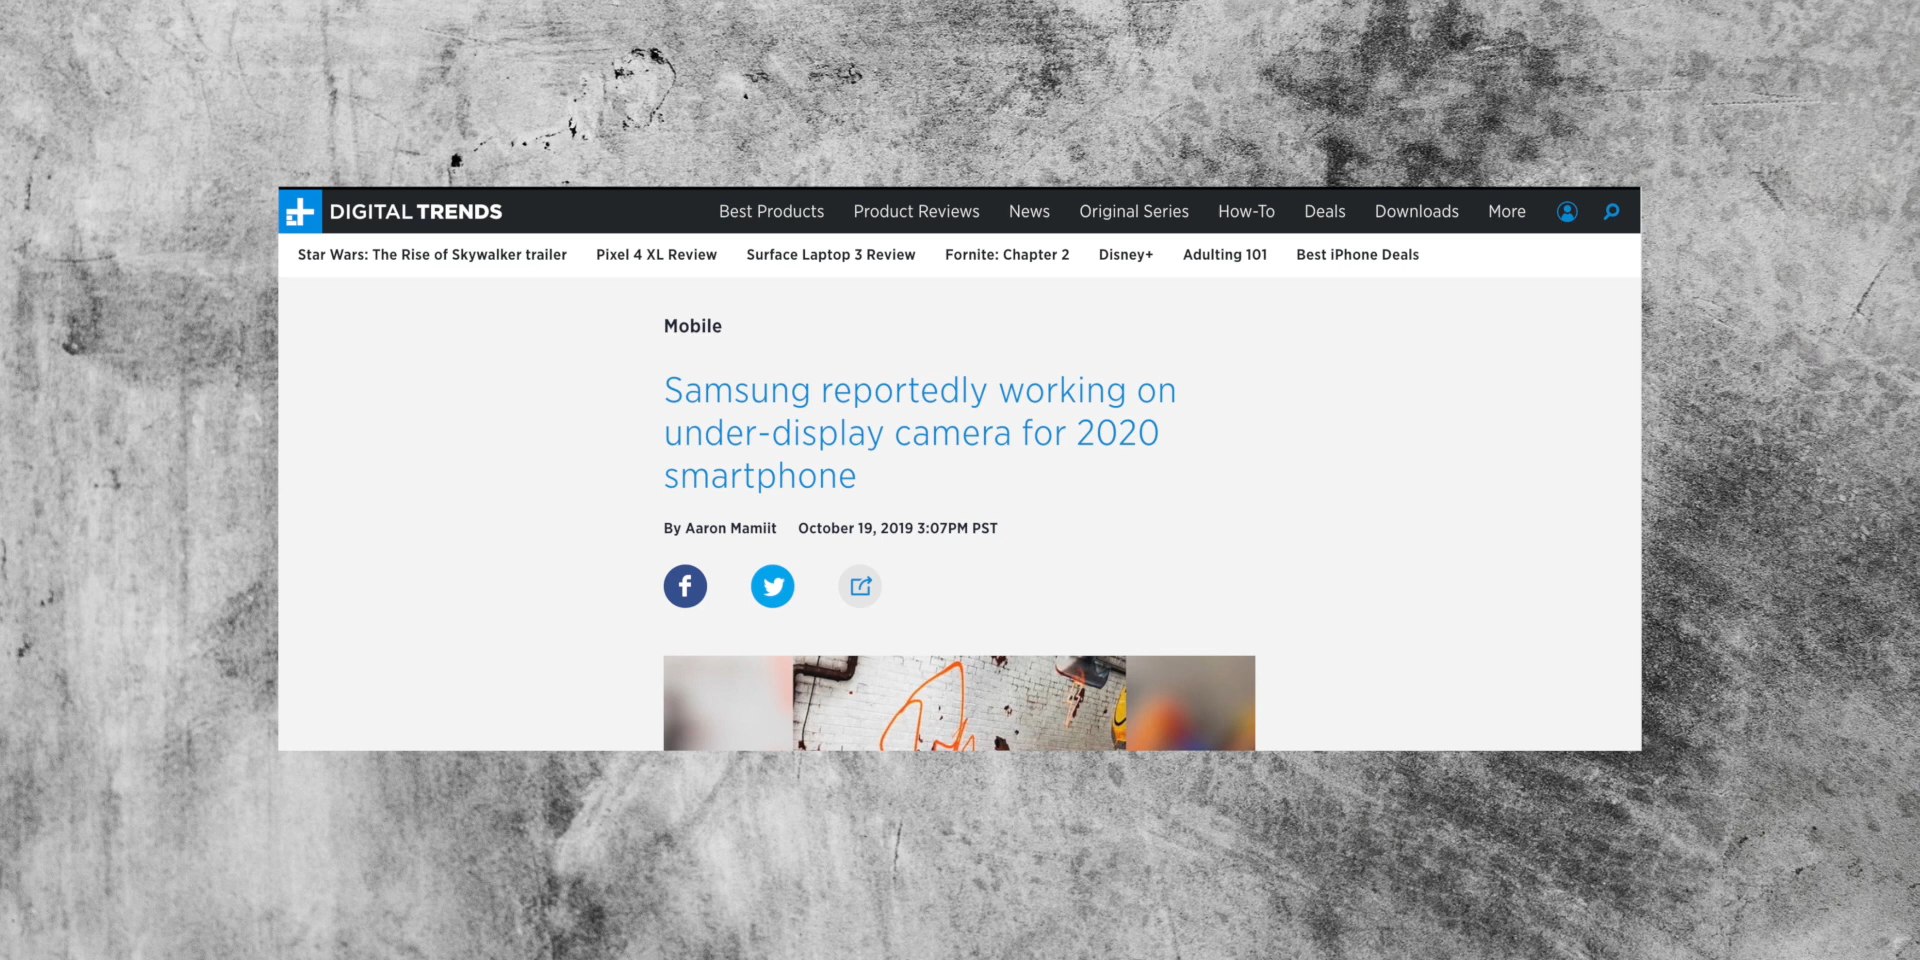 DIGITAL TRENDS Best Products Product Reviews News Original Series How-To Deals Downloads More
Star Wars: The Rise of Skywalker trailer Pixel 4 XL Review Surface Laptop 3 Review Fornite: Chapter 2 Disney+ Adulting 101 Best iPhone Deals
Mobile
Samsung reportedly working on
under-display camera for 2020
smartphone
By Aaron Mamiit October 19, 2019 3:07PM PST